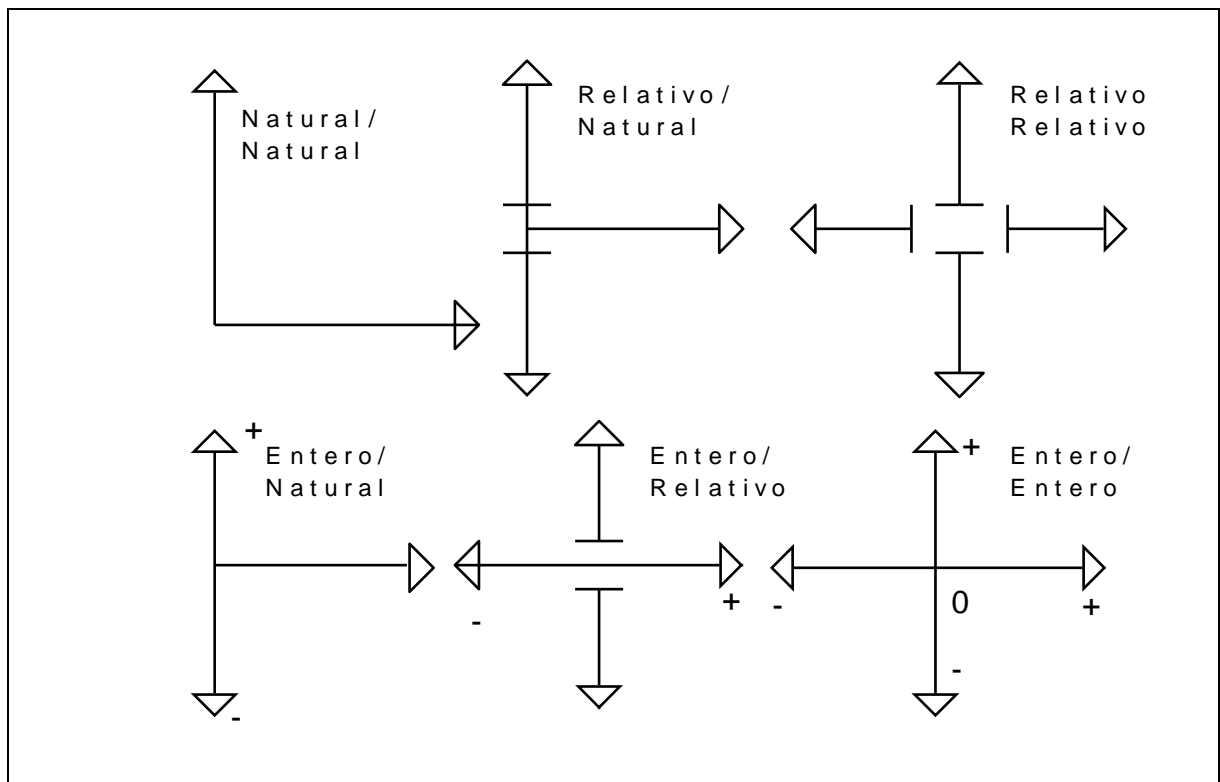 Natural/
Natural
Relativo/
Natural
Relativo
Relativo
+
Entero/
Natural
-
Entero/
Relativo
-
+
+
Entero/
Entero
-
0
+
-